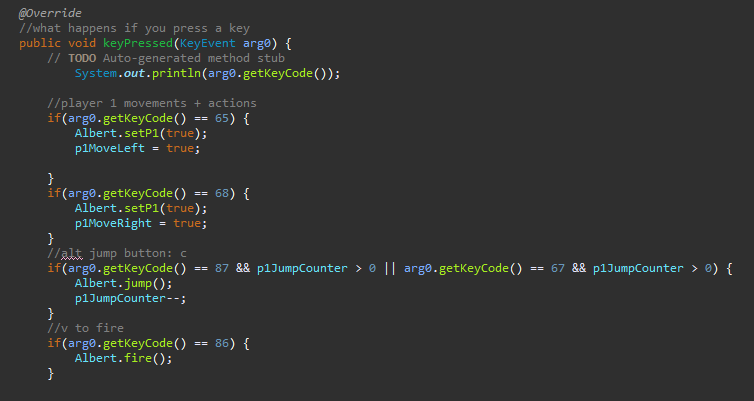 @Override
//what happens if you press a key
public void keyPressed(KeyEvent arg0) {
// TODO Auto-generated method stub
System.out.println(arg0.getKeyCode());
//player 1 movements + actions
if(arg0.getKeyCode() == 65) {
Albert.setP1(true);
p1MoveLeft = true;
}
if(arg0.getKeyCode() == 68) {
Albert.setP1(true);
p1MoveRight = true;
}
//alt jump button: c
if(arg0.getKeyCode() == 87 && p1JumpCounter > 0 || arg0.getKeyCode() == 67 && p1JumpCounter > 0) {
Albert.jump();
p1JumpCounter--;
}
//v to fire
if(arg0.getKeyCode() == 86) {
Albert.fire();
}